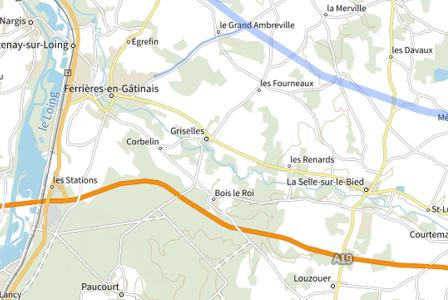 la Merville
Nargis
le Grand Ambreville
tenay-sur-Loing
Égrefin
les Davaux
les Fourneaux
Ferrières-en-Gâtinais
le Loing
Griselles
Corbelin
les Renards
les Stations
La Selle-sur-le-Bied
Bois le Roi
St-L
Courtema
A19
Louzouer
Paucourt
Lancy